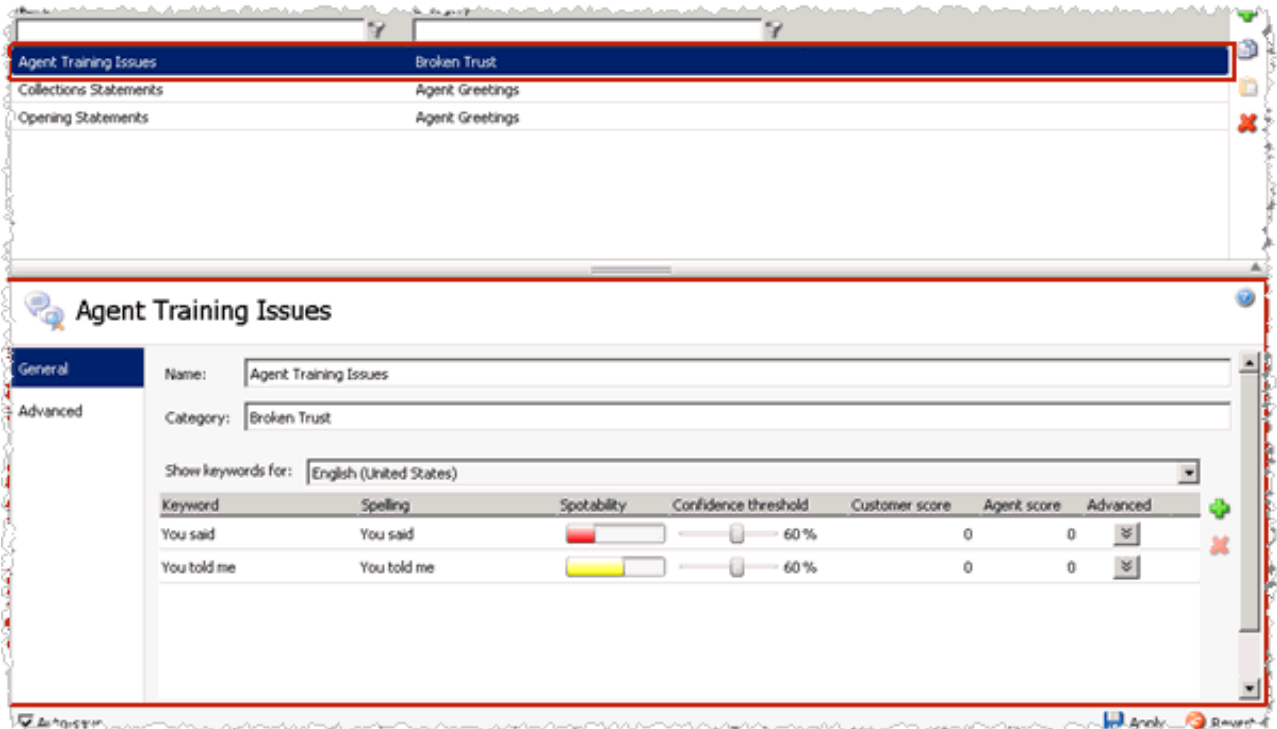 Agent Training Issues Broken Trust
Collections Statements Agent Greetings
Opening Statements Agent Greetings
Agent Training Issues
General
Advanced
Name: Agent Training Issues
Category: Broken Trust
Show keywords for: English (United States)
Keyword Spelling Spotability Confidence threshold Customer score Agent score Advanced
You said You said 60 % 0 0
You told me You told me 60 % 0 0
Apply